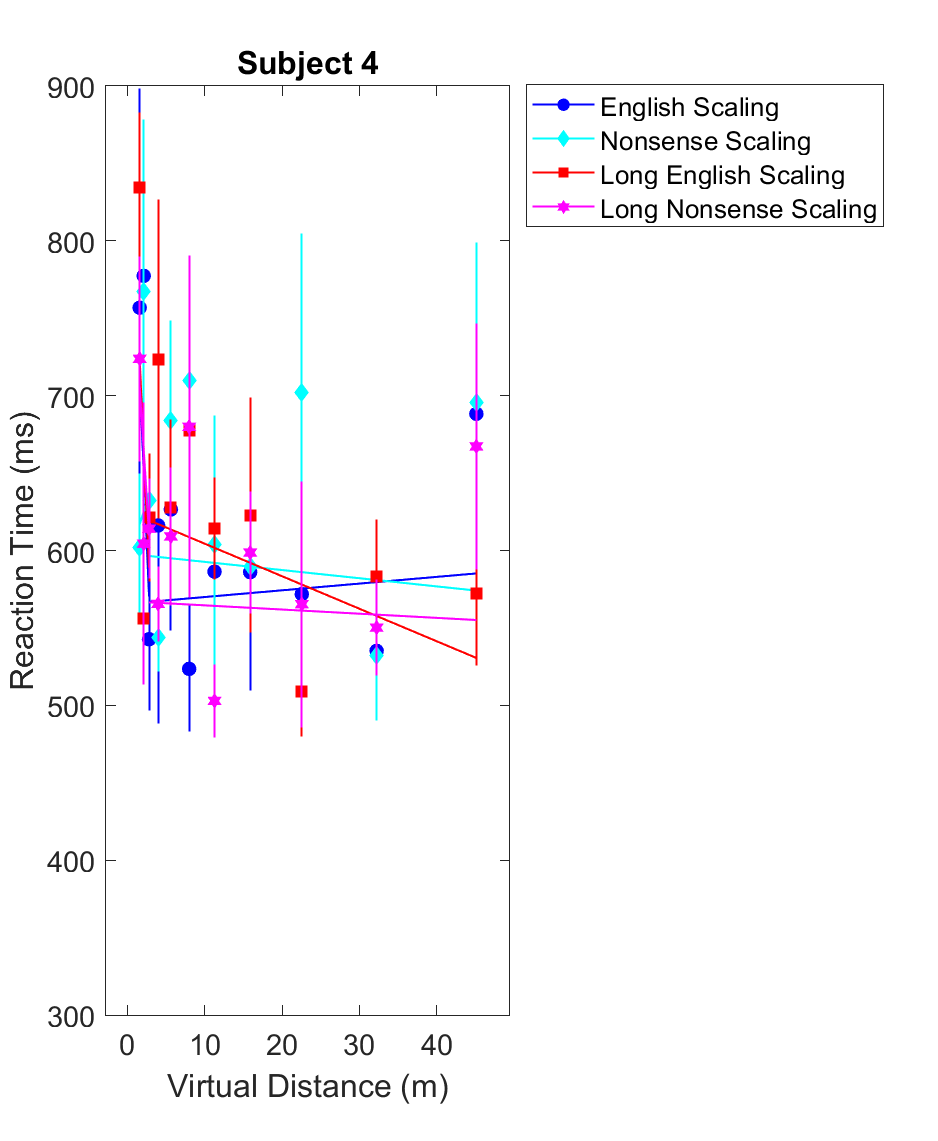 Subject 4
900
800
700
600
500
400
300
Reaction Time (ms)
0 10 20 30 40
Virtual Distance (m)
English Scaling
Nonsense Scaling
Long English Scaling
Long Nonsense Scaling